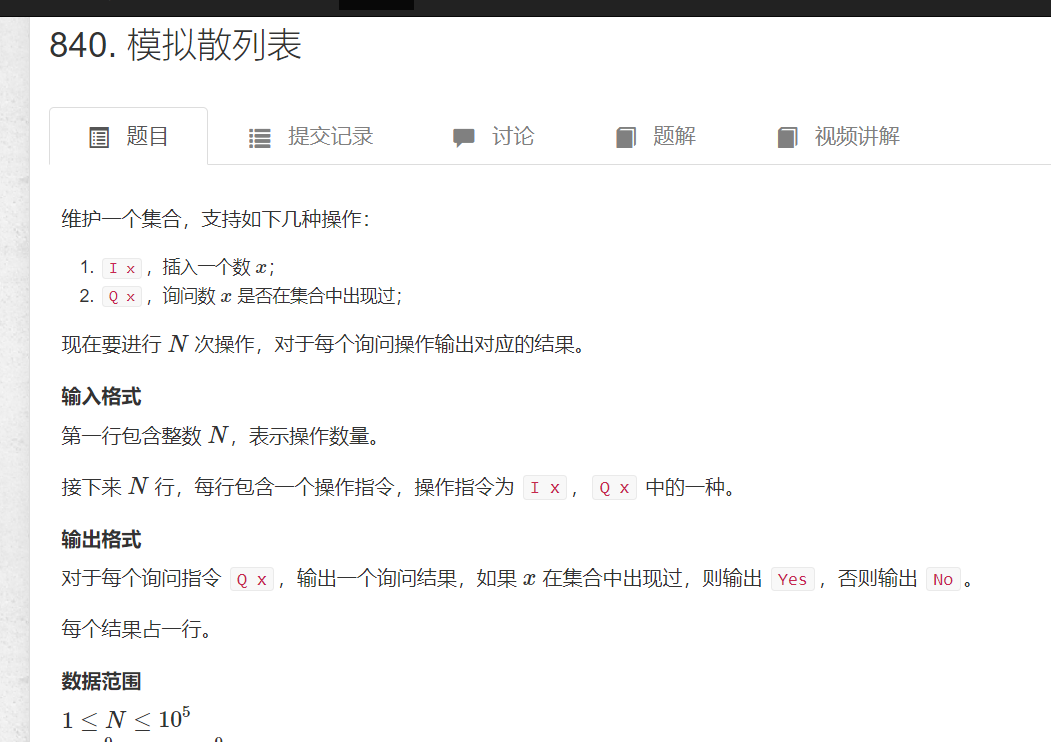 840. 模拟散列表
题目 提交记录 讨论 题解 视频讲解
维护一个集合，支持如下几种操作：
1. I x ，插入一个数 x；
2. Q x ，询问数 x 是否在集合中出现过；
现在要进行 N 次操作，对于每个询问操作输出对应的结果。
输入格式
第一行包含整数 N，表示操作数量。
接下来 N 行，每行包含一个操作指令，操作指令为 I x ， Q x 中的一种。
输出格式
对于每个询问指令 Q x ，输出一个询问结果，如果 x 在集合中出现过，则输出 Yes ，否则输出 No 。
每个结果占一行。
数据范围
1 ≤ N ≤ 10⁵